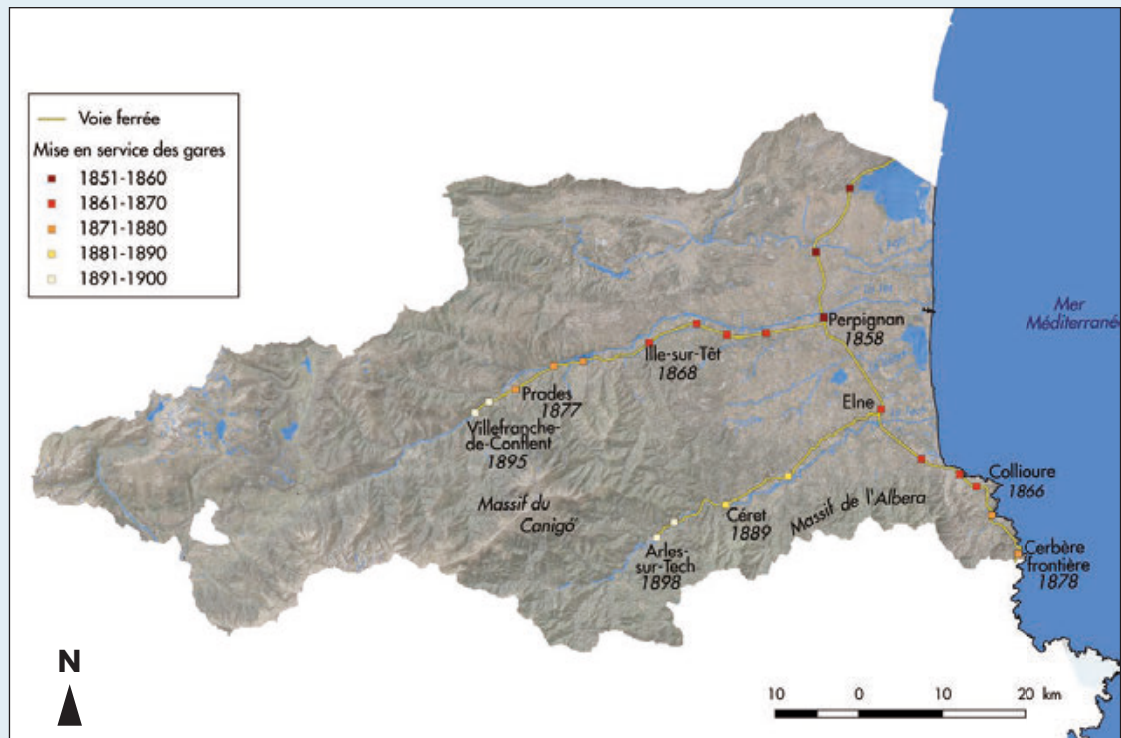 Voie ferrée
Mise en service des gares
1851-1860
1861-1870
1871-1880
1881-1890
1891-1900
Mer
Méditerrané
Perpignan
1858
Ille-sur-Têt
1868
Prades
1877
Villefranche-
de-Conflent
1895
Elne
Collioure
1866
Massif du
Canigó
Massif de l'Albera
Céret
1889
Arles-
sur-Tech
1898
Cerbère
frontière
1878
N
10 0 10 20 km